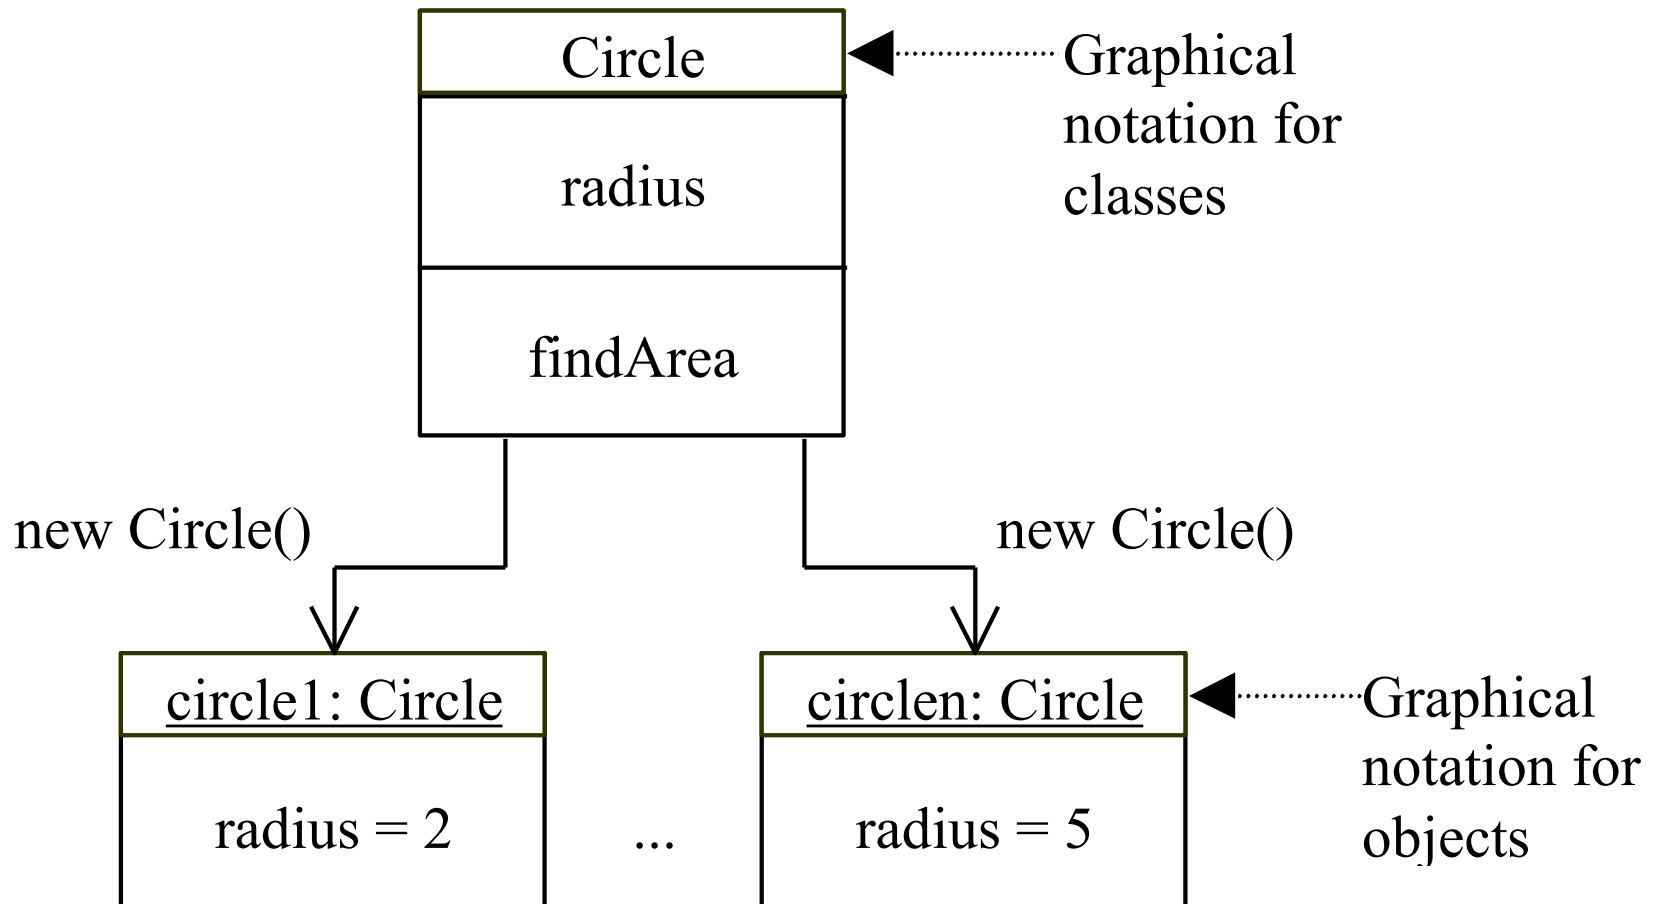 Circle
Graphical
notation for
classes
radius
findArea
new Circle()
new Circle()
circle1: Circle
circlen: Circle
Graphical
notation for
objects
radius = 2
...
radius = 5